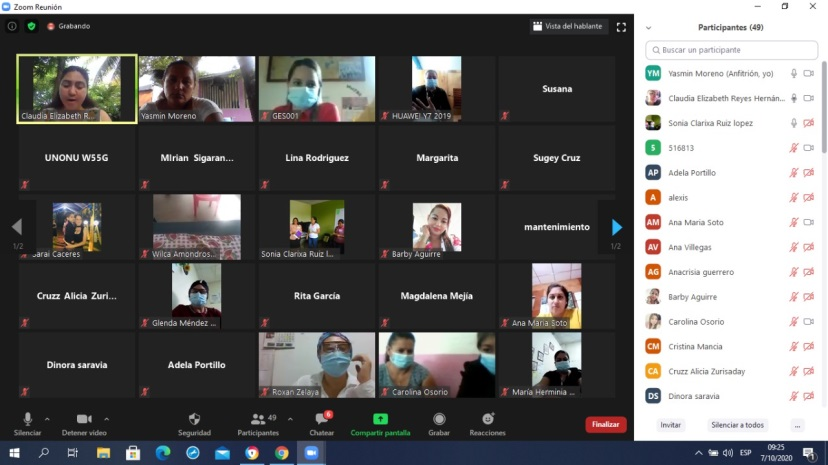 Zoom Reunión
Grabando
Vista del hablante
Claudia Elizabeth R...
Yasmin Moreno
GES001
HUAWEI Y7 2019
Susana
UNONU W55G
MIrian Sigaran...
Lina Rodriguez
Margarita
Sugey Cruz
1/2
Sarai Caceres
Wilca Amondros...
Sonia Clarixa Ruiz l...
Barby Aguirre
mantenimiento
1/2
Cruzz Alicia Zuri...
Glenda Méndez ...
Rita García
Magdalena Mejía
Ana Maria Soto
Dinora saravia
Adela Portillo
Roxan Zelaya
Carolina Osorio
María Herminia ...
Silenciar
Detener video
Seguridad
49
Participantes
6
Chatear
Compartir pantalla
Grabar
Reacciones
Finalizar
Participantes (49)
Buscar un participante
YM Yasmin Moreno (Anfitrión, yo)
Claudia Elizabeth Reyes Hernán...
Sonia Clarixa Ruiz lopez
5 516813
AP Adela Portillo
A alexis
AM Ana Maria Soto
AV Ana Villegas
AG Anacrisia guerrero
Barby Aguirre
Carolina Osorio
CM Cristina Mancia
CA Cruzz Alicia Zurisaday
DS Dinora saravia
Invitar
Silenciar a todos
...
ESP
09:25
7/10/2020
1